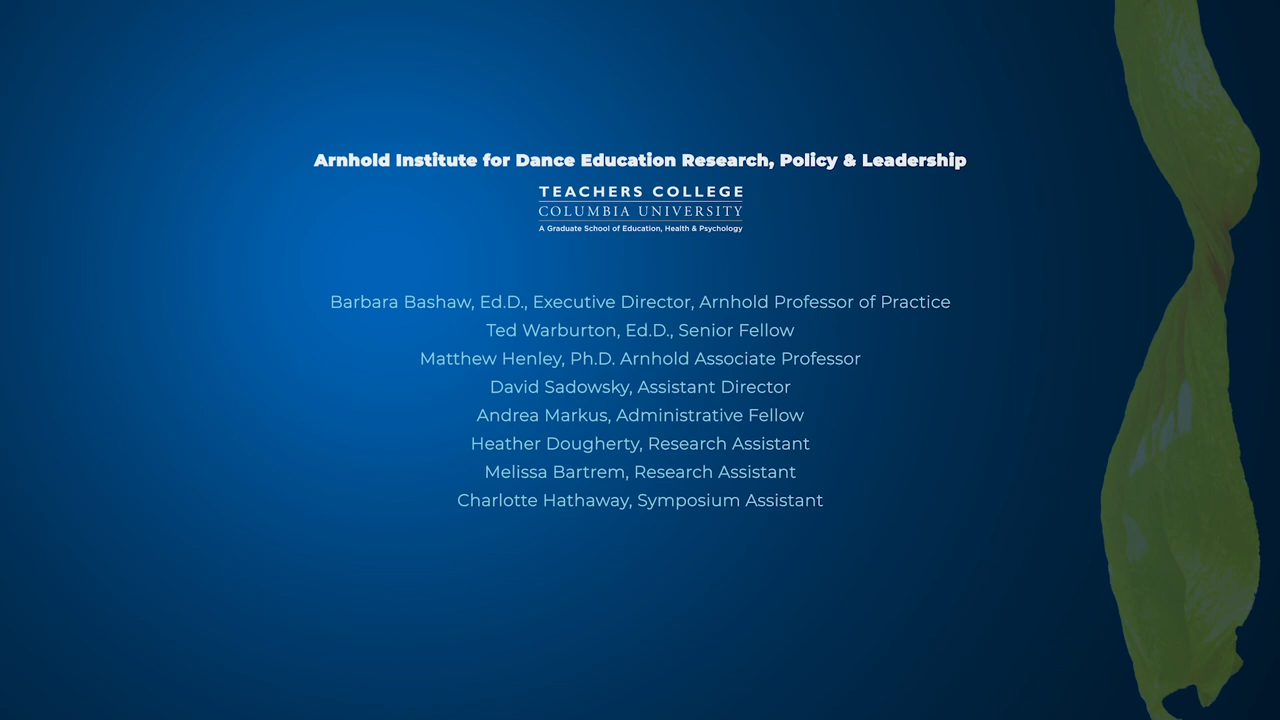 Arnhold Institute for Dance Education Research, Policy & Leadership
TEACHERS COLLEGE
COLUMBIA UNIVERSITY
A Graduate School of Education, Health & Psychology
Barbara Bashaw, Ed.D., Executive Director, Arnhold Professor of Practice
Ted Warburton, Ed.D., Senior Fellow
Matthew Henley, Ph.D. Arnhold Associate Professor
David Sadowsky, Assistant Director
Andrea Markus, Administrative Fellow
Heather Dougherty, Research Assistant
Melissa Bartrem, Research Assistant
Charlotte Hathaway, Symposium Assistant